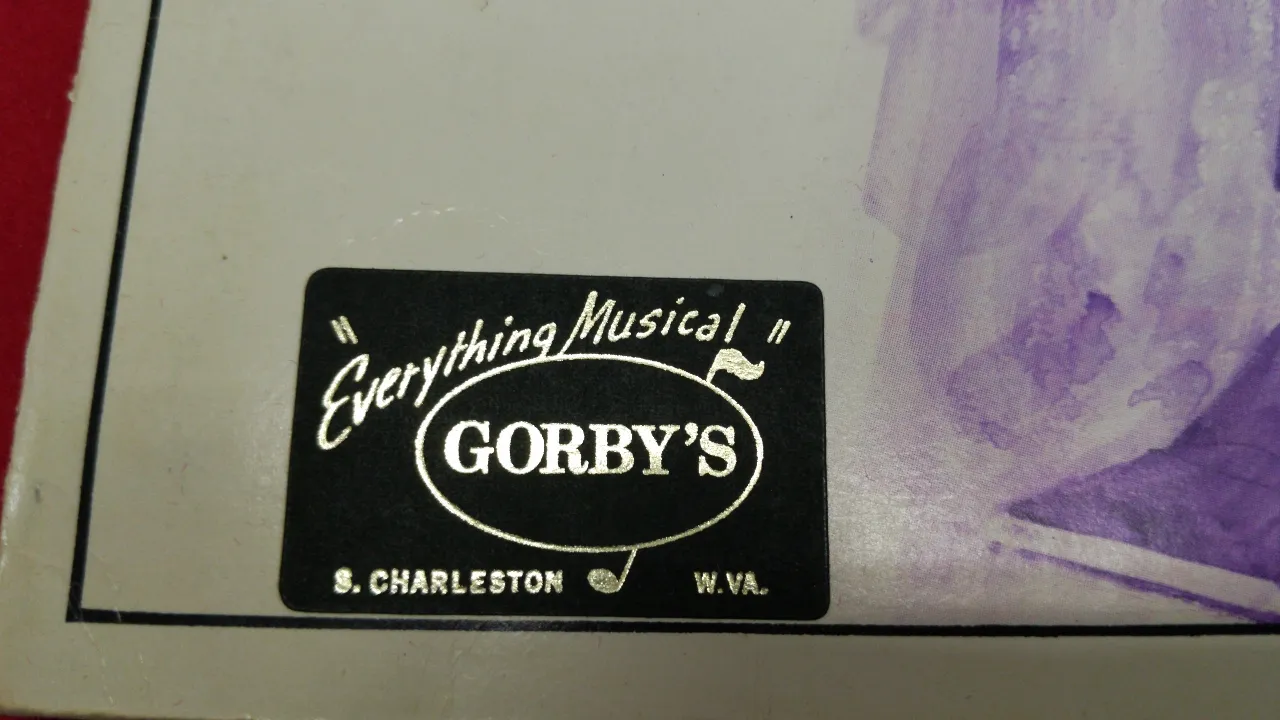 "Everything Musical"
GORBY'S
S. CHARLESTON W.VA.